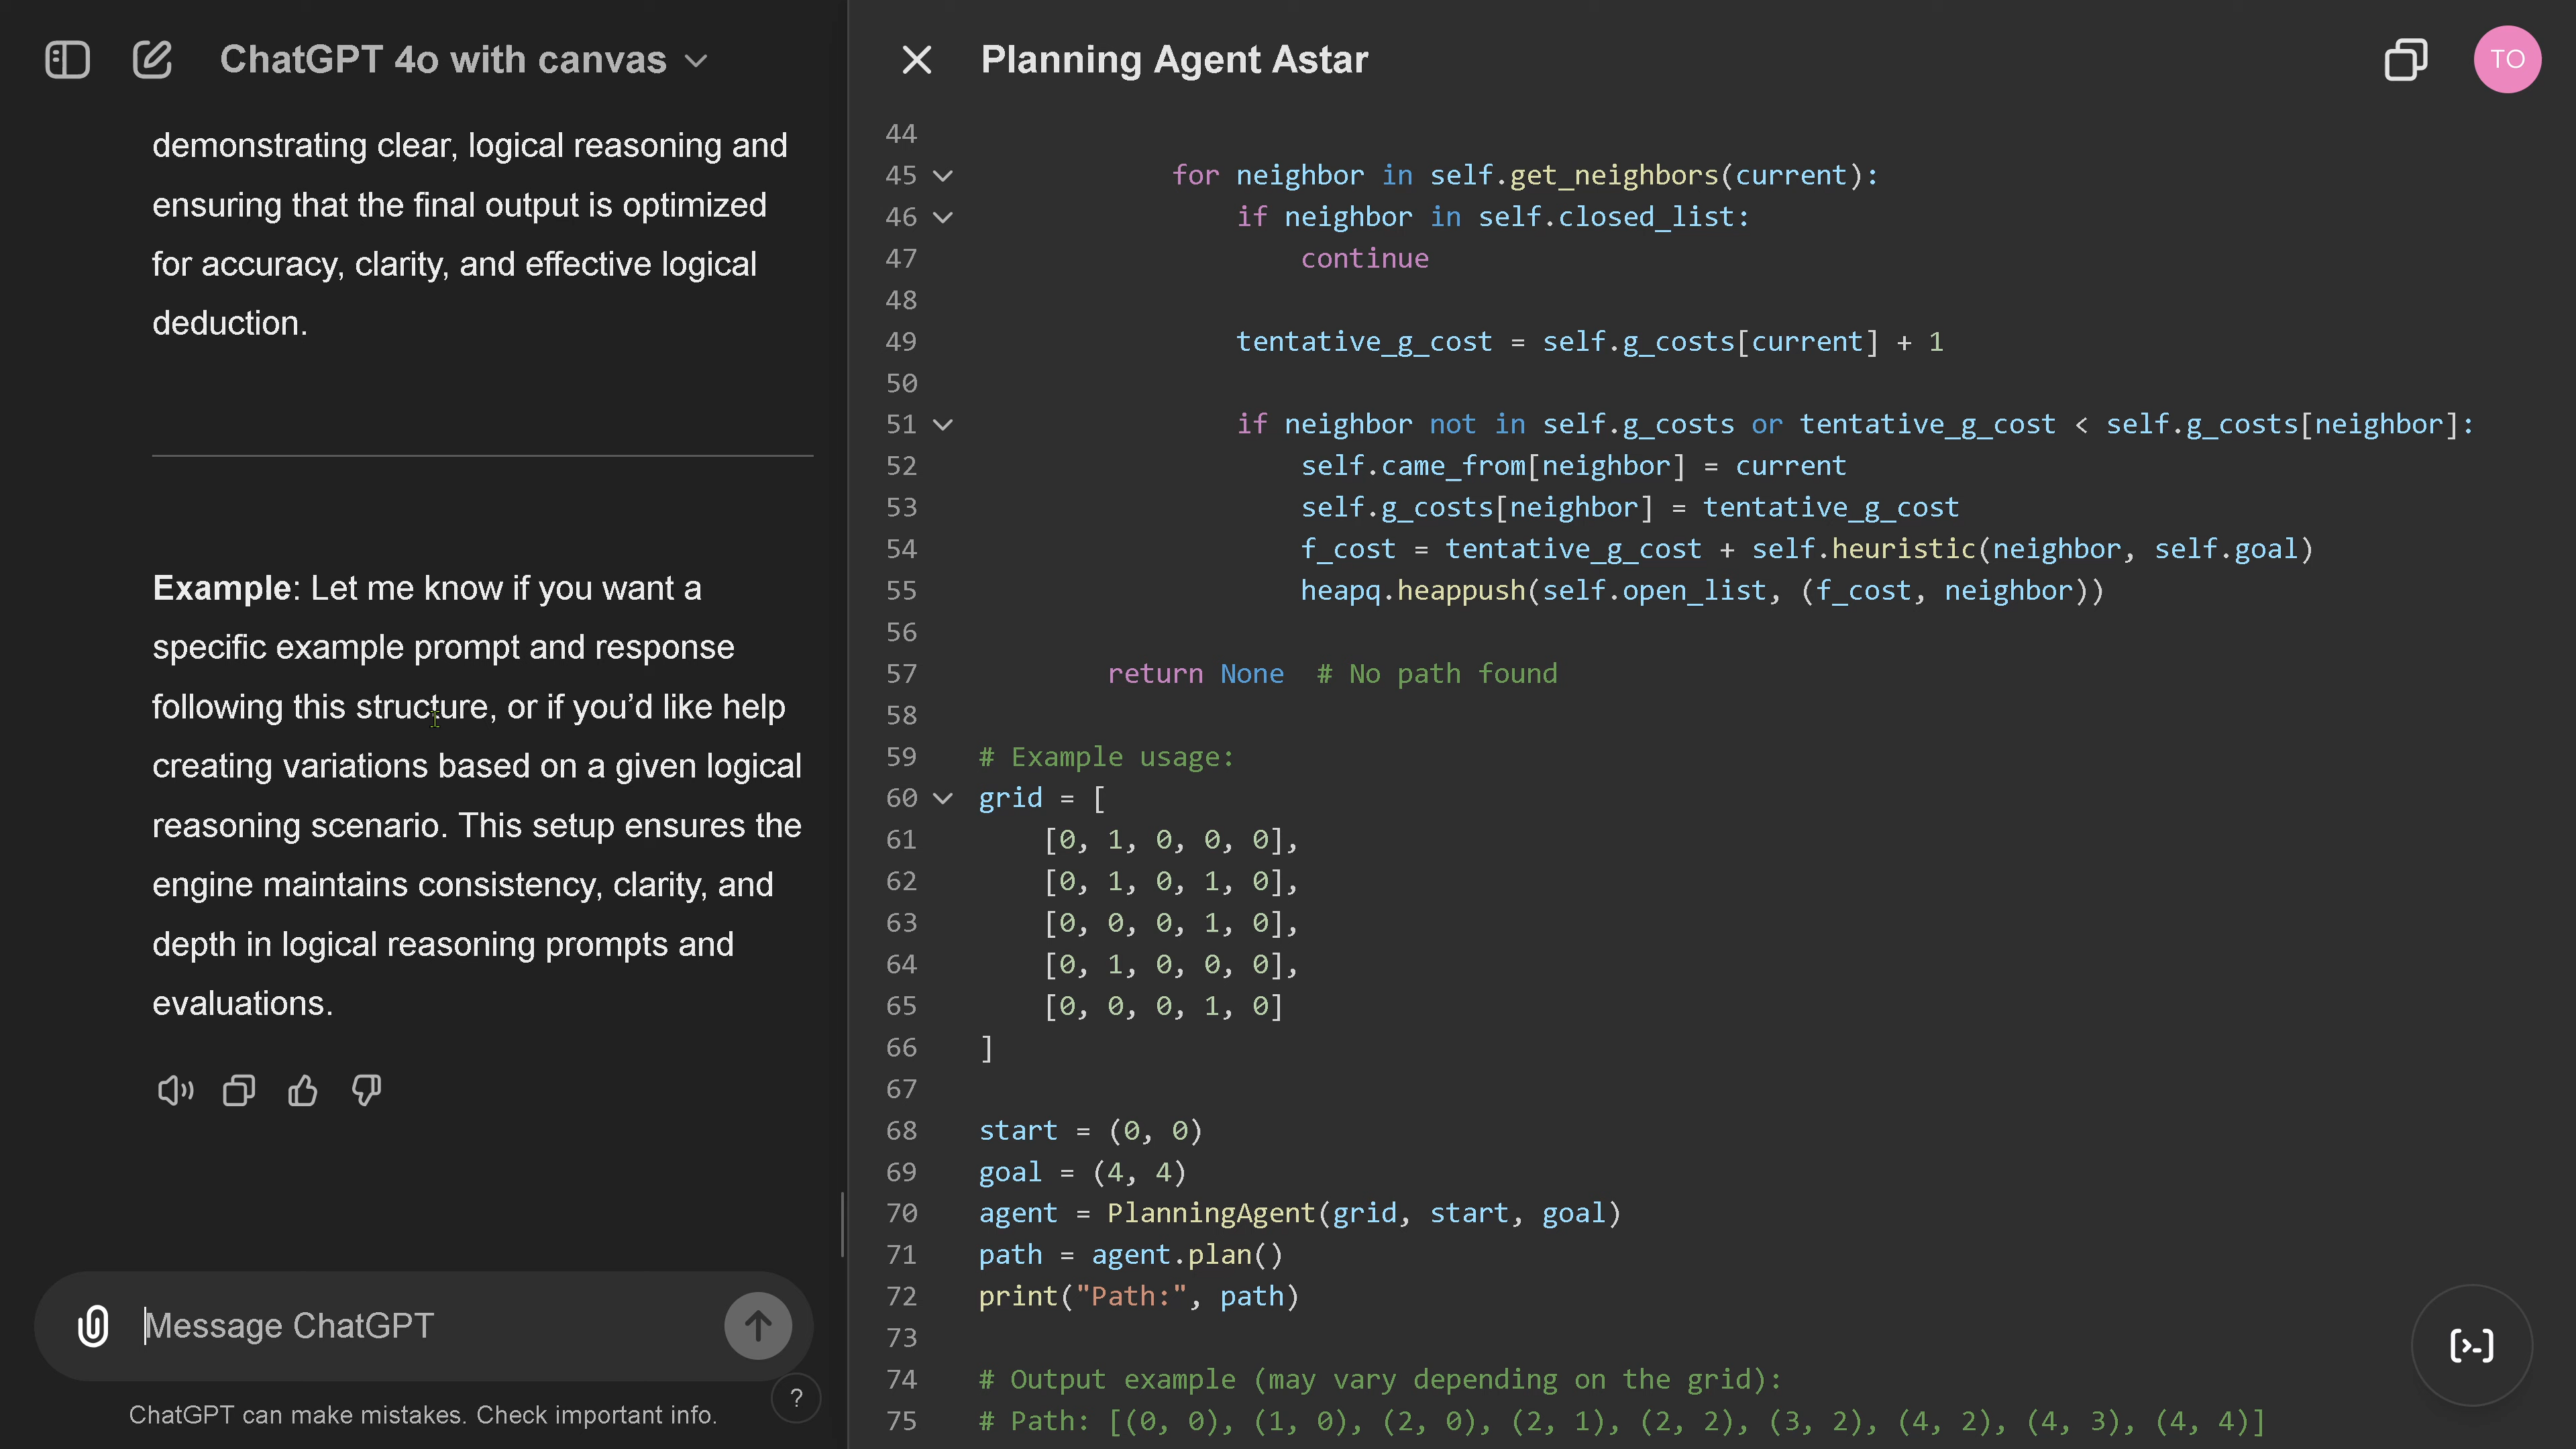 ChatGPT 4o with canvas
demonstrating clear, logical reasoning and
ensuring that the final output is optimized
for accuracy, clarity, and effective logical
deduction.
Example: Let me know if you want a
specific example prompt and response
following this structure, or if you’d like help
creating variations based on a given logical
reasoning scenario. This setup ensures the
engine maintains consistency, clarity, and
depth in logical reasoning prompts and
evaluations.
Message ChatGPT
?
ChatGPT can make mistakes. Check important info.
Planning Agent Astar
TO
44
45 for neighbor in self.get_neighbors(current):
46 if neighbor in self.closed_list:
47 continue
48
49 tentative_g_cost = self.g_costs[current] + 1
50
51 if neighbor not in self.g_costs or tentative_g_cost < self.g_costs[neighbor]:
52 self.came_from[neighbor] = current
53 self.g_costs[neighbor] = tentative_g_cost
54 f_cost = tentative_g_cost + self.heuristic(neighbor, self.goal)
55 heapq.heappush(self.open_list, (f_cost, neighbor))
56
57 return None # No path found
58
59 # Example usage:
60 grid = [
61 [0, 1, 0, 0, 0],
62 [0, 1, 0, 1, 0],
63 [0, 0, 0, 1, 0],
64 [0, 1, 0, 0, 0],
65 [0, 0, 0, 1, 0]
66 ]
67
68 start = (0, 0)
69 goal = (4, 4)
70 agent = PlanningAgent(grid, start, goal)
71 path = agent.plan()
72 print("Path:", path)
73
74 # Output example (may vary depending on the grid):
75 # Path: [(0, 0), (1, 0), (2, 0), (2, 1), (2, 2), (3, 2), (4, 2), (4, 3), (4, 4)]